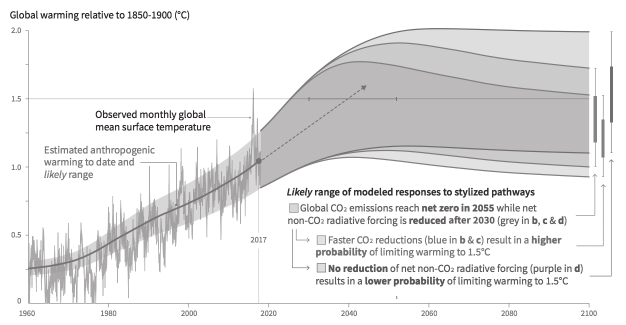 Global warming relative to 1850-1900 (°C)
2.0
1.5
Observed monthly global
mean surface temperature
Estimated anthropogenic
warming to date and
likely range
1.0
Likely range of modeled responses to stylized pathways
Global CO₂ emissions reach net zero in 2055 while net
non-CO₂ radiative forcing is reduced after 2030 (grey in b, c & d)
0.5
2017
Faster CO₂ reductions (blue in b & c) result in a higher
probability of limiting warming to 1.5°C
No reduction of net non-CO₂ radiative forcing (purple in d)
results in a lower probability of limiting warming to 1.5°C
0
1960
1980
2000
2020
2040
2060
2080
2100